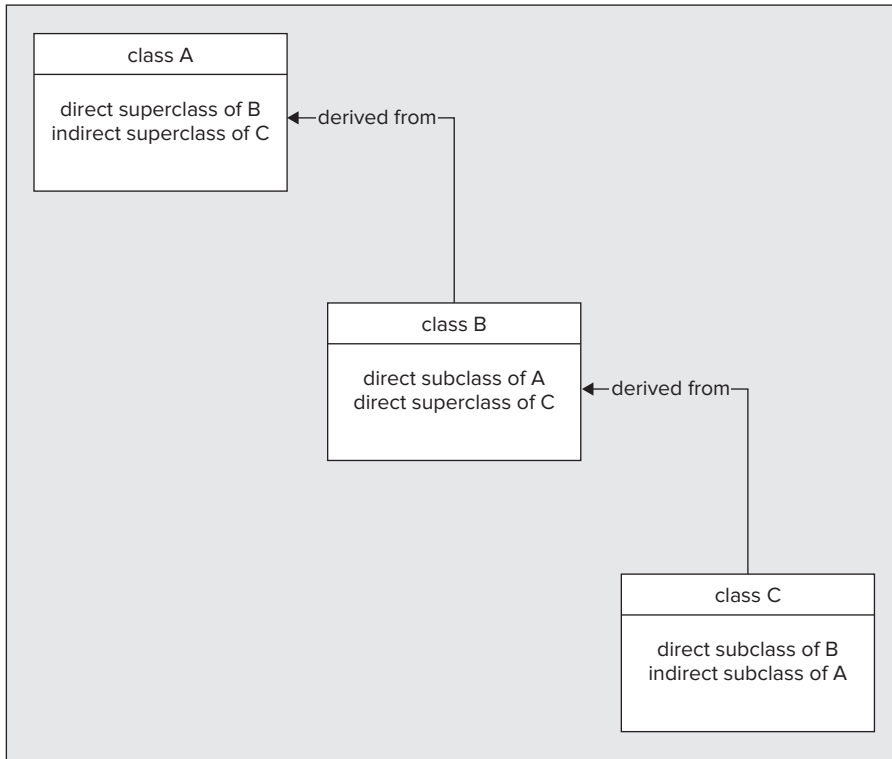 class A
direct superclass of B
indirect superclass of C
derived from
class B
direct subclass of A
direct superclass of C
derived from
class C
direct subclass of B
indirect subclass of A